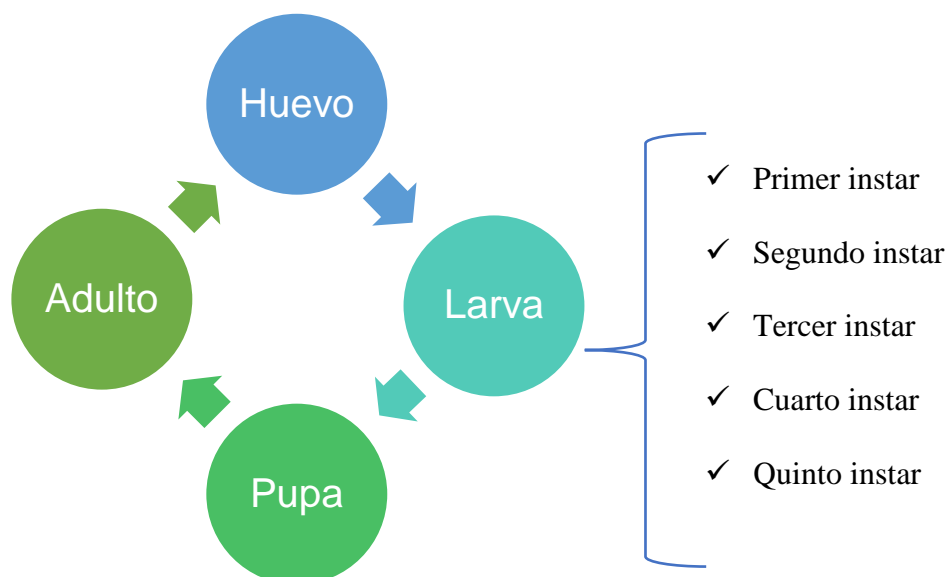 Huevo
Larva
Pupa
Adulto
✓ Primer instar
✓ Segundo instar
✓ Tercer instar
✓ Cuarto instar
✓ Quinto instar